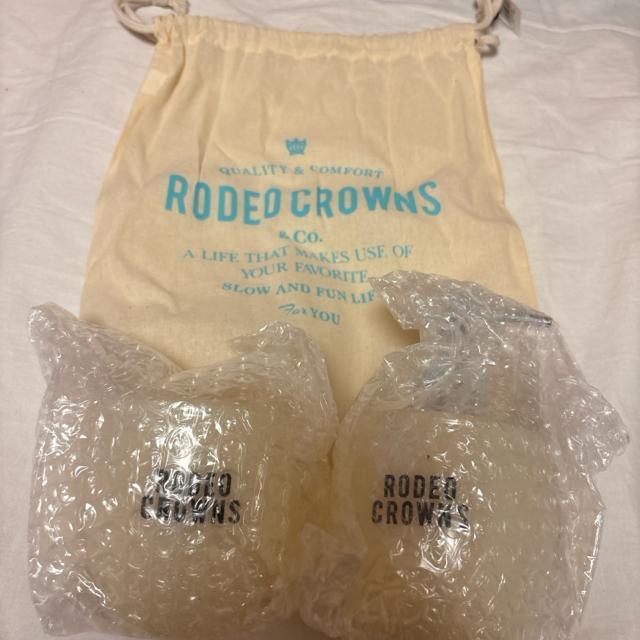 QUALITY & COMFORT
RODEO CROWNS
& CO.
A LIFE THAT MAKES USE OF
YOUR FAVORITE
SLOW AND FUN LIFE
For YOU
RODEO
CROWNS
RODEO
CROWNS